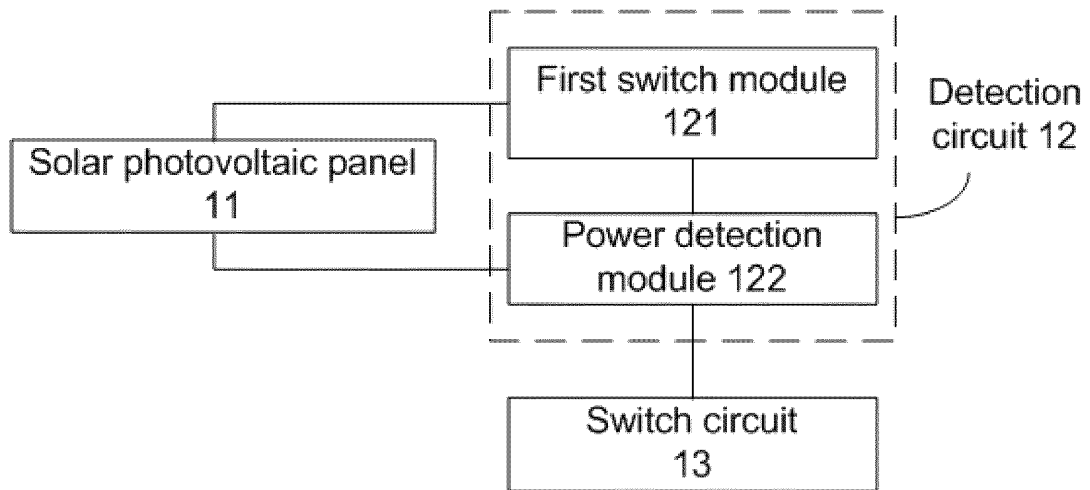 First switch module
121
Detection
circuit 12
Solar photovoltaic panel
11
Power detection
module 122
Switch circuit
13